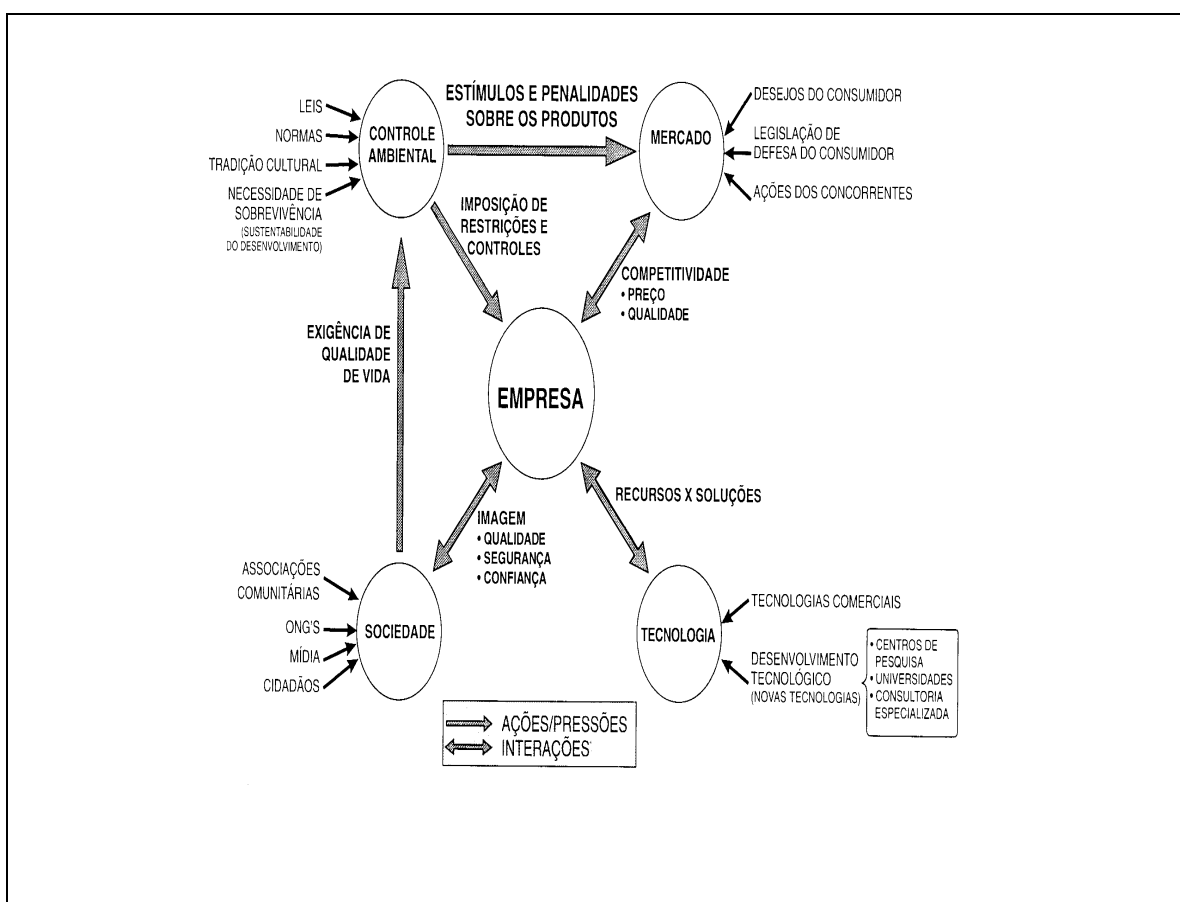 ESTÍMULOS E PENALIDADES
SOBRE OS PRODUTOS
LEIS
NORMAS
TRADIÇÃO CULTURAL
NECESSIDADE DE
SOBREVIVÊNCIA
(SUSTENTABILIDADE
DO DESENVOLVIMENTO)
CONTROLE
AMBIENTAL
MERCADO
DESEJOS DO CONSUMIDOR
LEGISLAÇÃO DE
DEFESA DO CONSUMIDOR
AÇÕES DOS CONCORRENTES
IMPOSIÇÃO DE
RESTRIÇÕES E
CONTROLES
COMPETITIVIDADE
• PREÇO
• QUALIDADE
EXIGÊNCIA DE
QUALIDADE
DE VIDA
EMPRESA
IMAGEM
• QUALIDADE
• SEGURANÇA
• CONFIANÇA
RECURSOS X SOLUÇÕES
ASSOCIAÇÕES
COMUNITÁRIAS
ONG'S
MÍDIA
CIDADÃOS
SOCIEDADE
TECNOLOGIA
TECNOLOGIAS COMERCIAIS
DESENVOLVIMENTO
TECNOLÓGICO
(NOVAS TECNOLOGIAS)
• CENTROS DE
PESQUISA
• UNIVERSIDADES
• CONSULTORIA
ESPECIALIZADA
AÇÕES/PRESSÕES
INTERAÇÕES